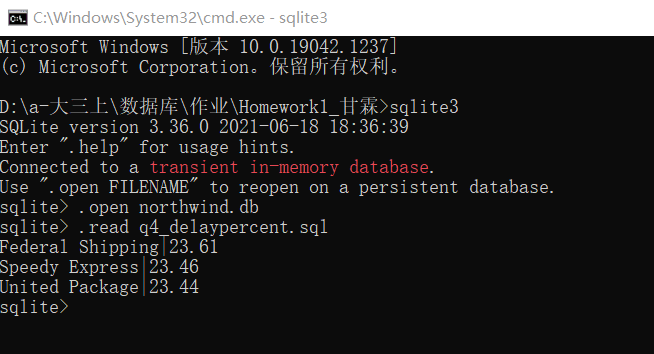 C:\Windows\System32\cmd.exe - sqlite3
Microsoft Windows [版本 10.0.19042.1237]
(c) Microsoft Corporation。保留所有权利。
D:\a-大三上\数据库\作业\Homework1_甘霖>sqlite3
SQLite version 3.36.0 2021-06-18 18:36:39
Enter ".help" for usage hints.
Connected to a transient in-memory database.
Use ".open FILENAME" to reopen on a persistent database.
sqlite> .open northwind.db
sqlite> .read q4_delaypercent.sql
Federal Shipping|23.61
Speedy Express|23.46
United Package|23.44
sqlite>